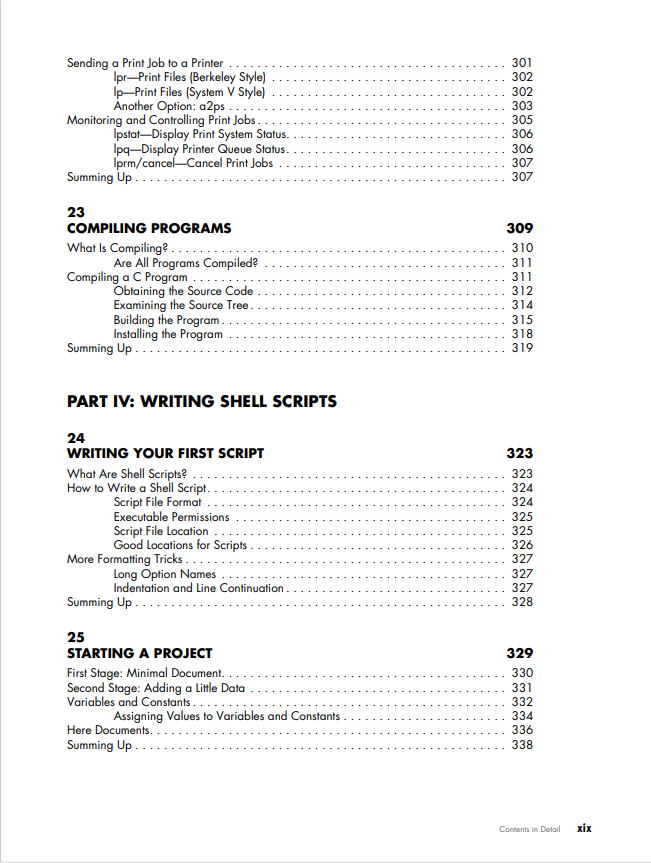 Sending a Print Job to a Printer . . . . . . . . . . . . . . . . . . . . . . . . . . . . . . . . . . . . . . . 301
lpr—Print Files (Berkeley Style) . . . . . . . . . . . . . . . . . . . . . . . . . . . . . . . . . 302
lp—Print Files (System V Style) . . . . . . . . . . . . . . . . . . . . . . . . . . . . . . . . . 302
Another Option: a2ps . . . . . . . . . . . . . . . . . . . . . . . . . . . . . . . . . . . . . . . 303
Monitoring and Controlling Print Jobs . . . . . . . . . . . . . . . . . . . . . . . . . . . . . . . . . . . 305
lpstat—Display Print System Status. . . . . . . . . . . . . . . . . . . . . . . . . . . . . . . 306
lpq—Display Printer Queue Status. . . . . . . . . . . . . . . . . . . . . . . . . . . . . . . 306
lprm/cancel—Cancel Print Jobs . . . . . . . . . . . . . . . . . . . . . . . . . . . . . . . . 307
Summing Up . . . . . . . . . . . . . . . . . . . . . . . . . . . . . . . . . . . . . . . . . . . . . . . . . . . . 307
23
COMPILING PROGRAMS 309
What Is Compiling? . . . . . . . . . . . . . . . . . . . . . . . . . . . . . . . . . . . . . . . . . . . . . . . 310
Are All Programs Compiled? . . . . . . . . . . . . . . . . . . . . . . . . . . . . . . . . . . 311
Compiling a C Program . . . . . . . . . . . . . . . . . . . . . . . . . . . . . . . . . . . . . . . . . . . . 311
Obtaining the Source Code . . . . . . . . . . . . . . . . . . . . . . . . . . . . . . . . . . . 312
Examining the Source Tree . . . . . . . . . . . . . . . . . . . . . . . . . . . . . . . . . . . . 314
Building the Program . . . . . . . . . . . . . . . . . . . . . . . . . . . . . . . . . . . . . . . . 315
Installing the Program . . . . . . . . . . . . . . . . . . . . . . . . . . . . . . . . . . . . . . . 318
Summing Up . . . . . . . . . . . . . . . . . . . . . . . . . . . . . . . . . . . . . . . . . . . . . . . . . . . . 319
PART IV: WRITING SHELL SCRIPTS
24
WRITING YOUR FIRST SCRIPT 323
What Are Shell Scripts? . . . . . . . . . . . . . . . . . . . . . . . . . . . . . . . . . . . . . . . . . . . . 323
How to Write a Shell Script. . . . . . . . . . . . . . . . . . . . . . . . . . . . . . . . . . . . . . . . . . 324
Script File Format . . . . . . . . . . . . . . . . . . . . . . . . . . . . . . . . . . . . . . . . . . 324
Executable Permissions . . . . . . . . . . . . . . . . . . . . . . . . . . . . . . . . . . . . . . 325
Script File Location . . . . . . . . . . . . . . . . . . . . . . . . . . . . . . . . . . . . . . . . . 325
Good Locations for Scripts . . . . . . . . . . . . . . . . . . . . . . . . . . . . . . . . . . . . 326
More Formatting Tricks . . . . . . . . . . . . . . . . . . . . . . . . . . . . . . . . . . . . . . . . . . . . . 327
Long Option Names . . . . . . . . . . . . . . . . . . . . . . . . . . . . . . . . . . . . . . . . 327
Indentation and Line Continuation . . . . . . . . . . . . . . . . . . . . . . . . . . . . . . . 327
Summing Up . . . . . . . . . . . . . . . . . . . . . . . . . . . . . . . . . . . . . . . . . . . . . . . . . . . . 328
25
STARTING A PROJECT 329
First Stage: Minimal Document. . . . . . . . . . . . . . . . . . . . . . . . . . . . . . . . . . . . . . . . 330
Second Stage: Adding a Little Data . . . . . . . . . . . . . . . . . . . . . . . . . . . . . . . . . . . . 331
Variables and Constants . . . . . . . . . . . . . . . . . . . . . . . . . . . . . . . . . . . . . . . . . . . . 332
Assigning Values to Variables and Constants . . . . . . . . . . . . . . . . . . . . . . . 334
Here Documents. . . . . . . . . . . . . . . . . . . . . . . . . . . . . . . . . . . . . . . . . . . . . . . . . . 336
Summing Up . . . . . . . . . . . . . . . . . . . . . . . . . . . . . . . . . . . . . . . . . . . . . . . . . . . . 338
Contents in Detail xix